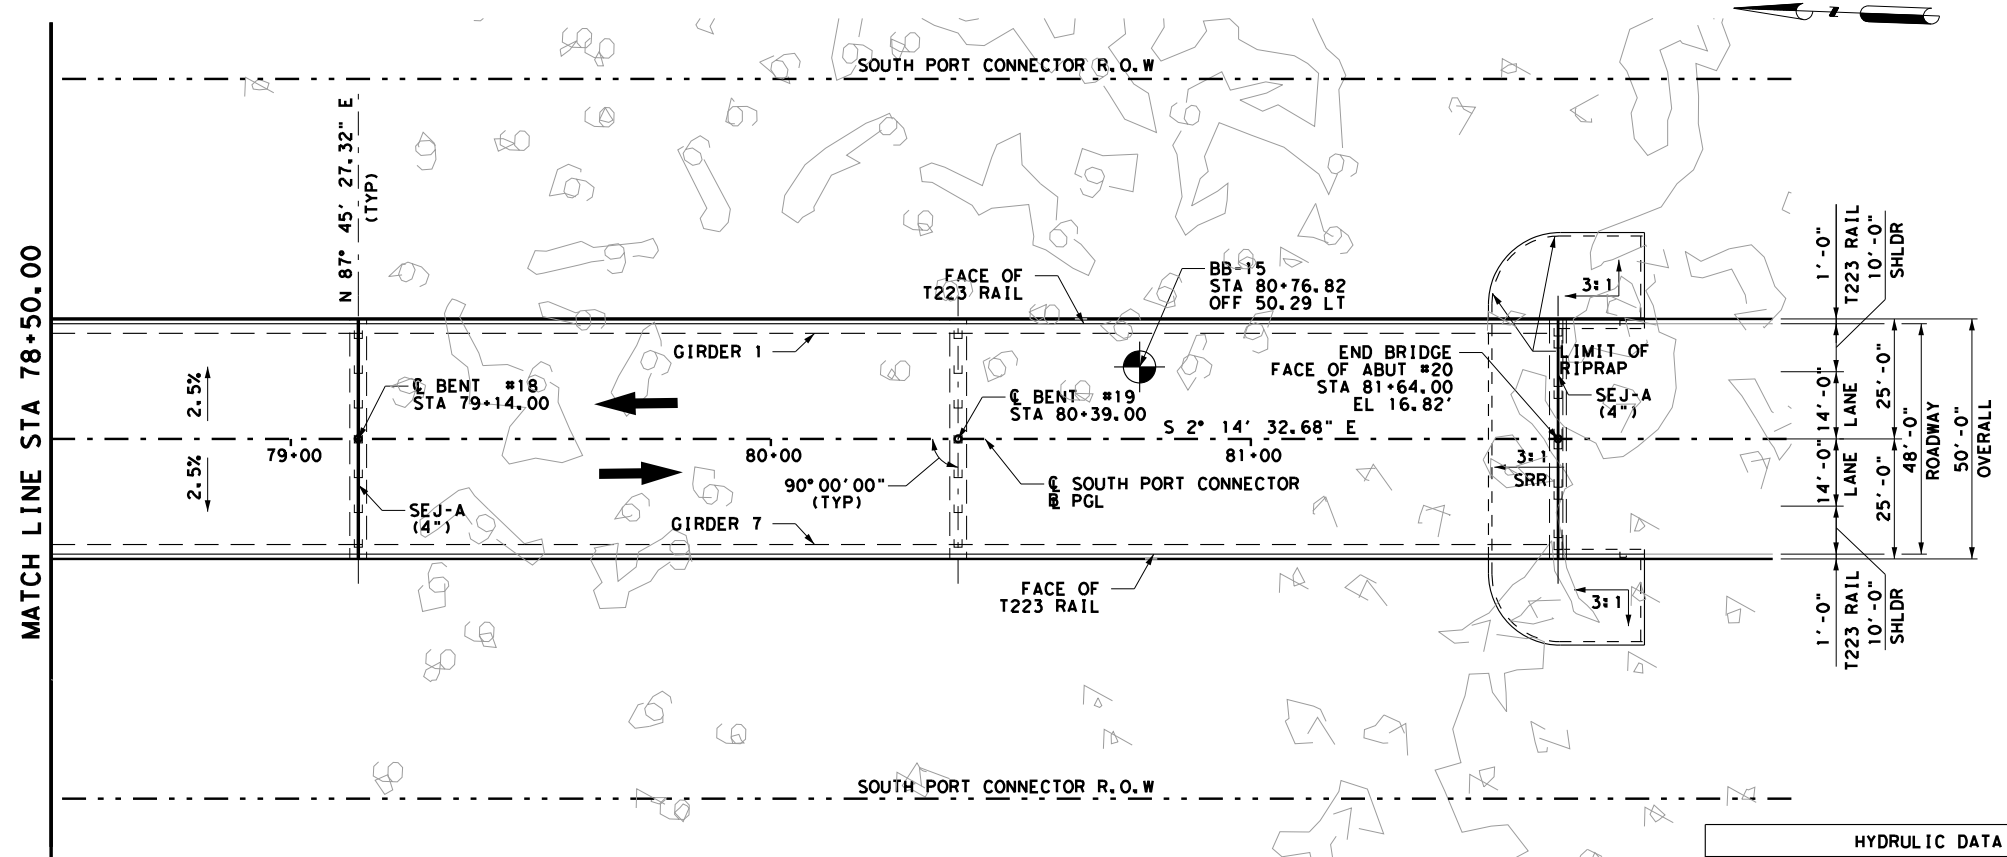 Z
SOUTH PORT CONNECTOR R.O.W
N 87° 45' 27.32" E
(TYP)
MATCH LINE STA 78+50.00
FACE OF
T223 RAIL
BB-15
STA 80+76.82
OFF 50.29 LT
3:1
GIRDER 1
END BRIDGE
FACE OF ABUT #20
STA 81+64.00
EL 16.82'
LIMIT OF
RIPRAP
SEJ-A
(4")
2.5%
℄ BENT #18
STA 79+14.00
℄ BENT #19
STA 80+39.00
S 2° 14' 32.68" E
79+00
80+00
81+00
2.5%
SEJ-A
(4")
90°00'00"
(TYP)
℄ SOUTH PORT CONNECTOR
PGL
3:1
SRR
GIRDER 7
FACE OF
T223 RAIL
3:1
1'-0"
T223 RAIL
10'-0"
SHLDR
14'-0"
LANE
25'-0"
14'-0"
LANE
25'-0"
48'-0"
ROADWAY
50'-0"
OVERALL
1'-0"
T223 RAIL
10'-0"
SHLDR
SOUTH PORT CONNECTOR R.O.W
HYDRULIC DATA